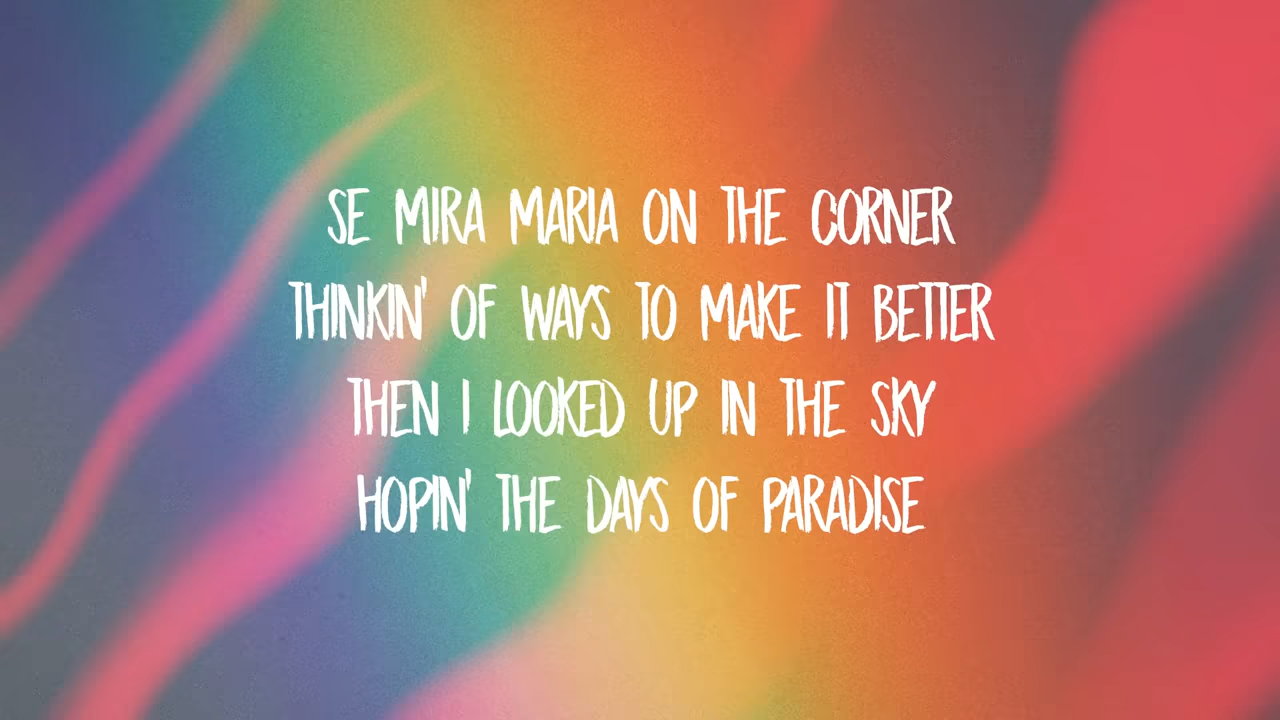 SE MIRA MARIA ON THE CORNER
THINKIN' OF WAYS TO MAKE IT BETTER
THEN I LOOKED UP IN THE SKY
HOPIN' THE DAYS OF PARADISE